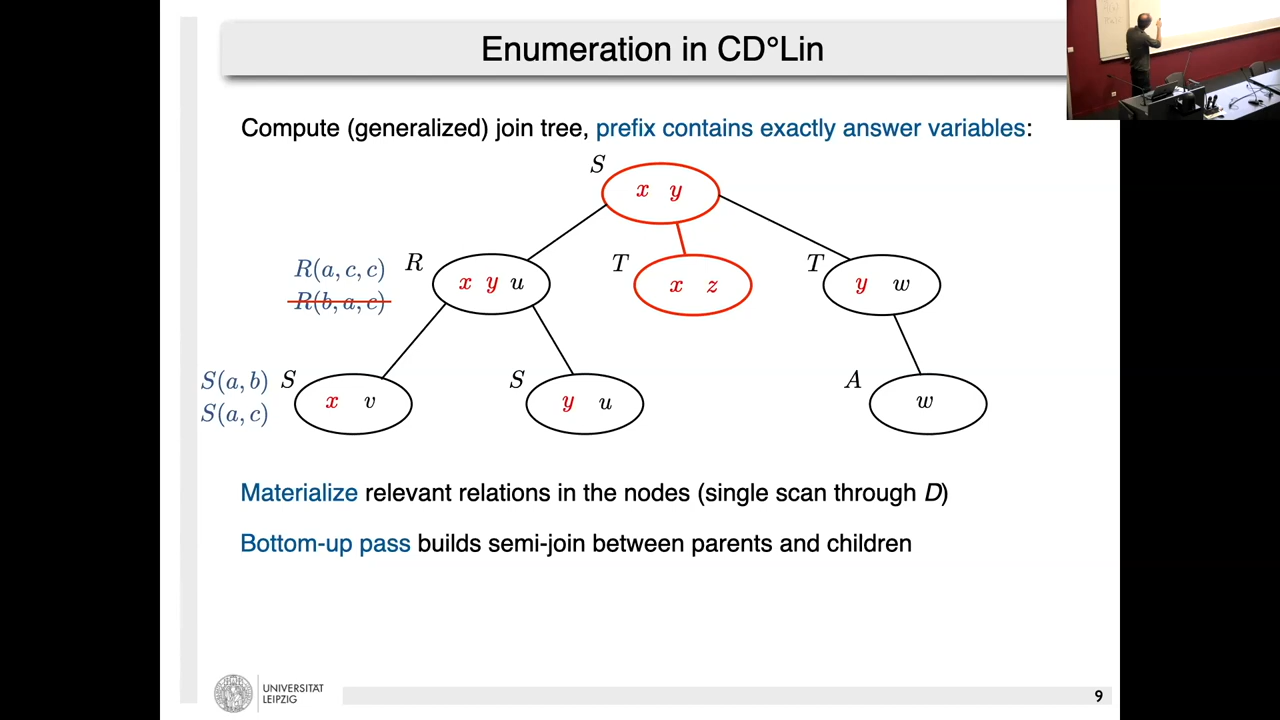 Enumeration in CD°Lin
Compute (generalized) join tree, prefix contains exactly answer variables:
S
x y
R(a, c, c)
R
x y u
T
x z
T
y w
R(b, a, c)
S(a, b)
S
x v
S
y u
A
w
S(a, c)
Materialize relevant relations in the nodes (single scan through D)
Bottom-up pass builds semi-join between parents and children
UNIVERSITÄT
LEIPZIG
9